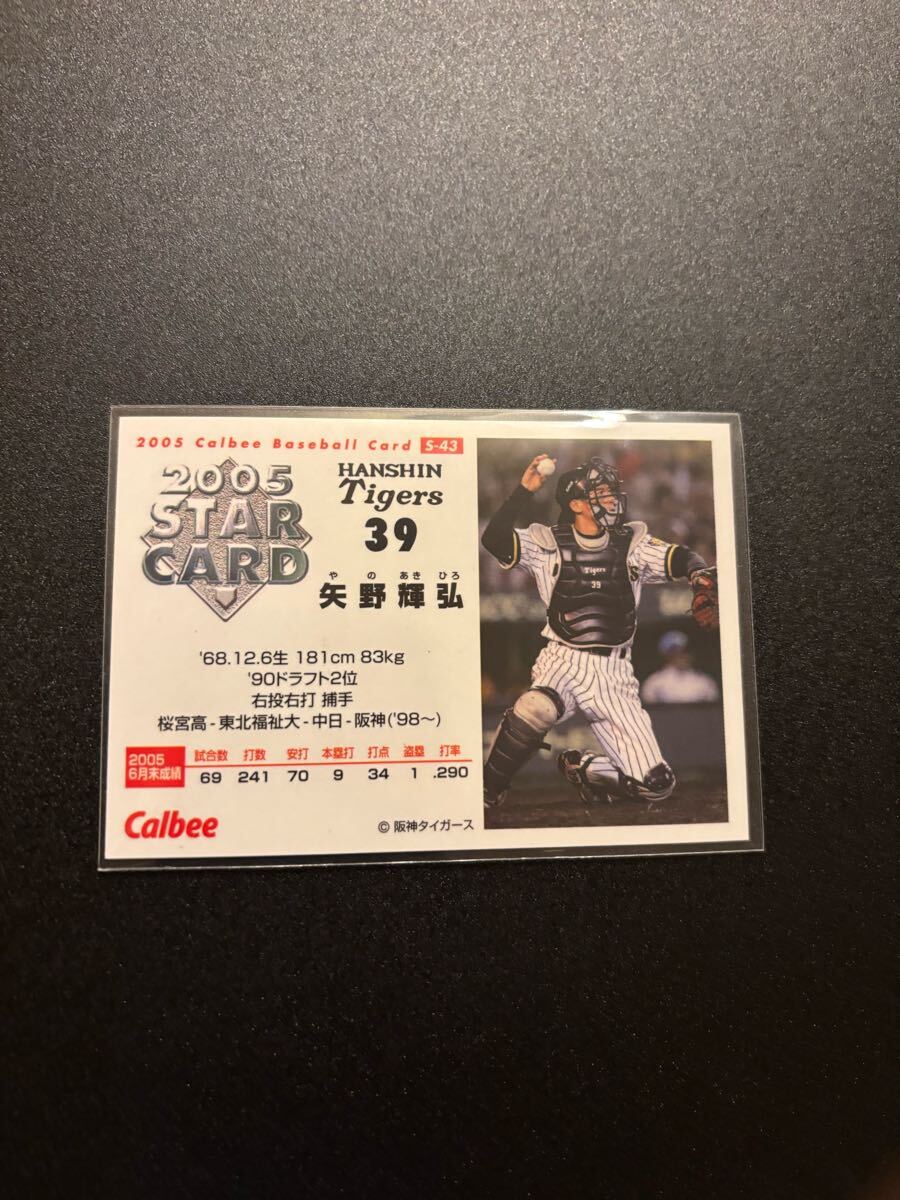 2005 Calbee Baseball Card S-43
2005
STAR
CARD
HANSHIN
Tigers
39
やの あきひろ
矢野輝弘
'68.12.6生 181cm 83kg
'90ドラフト2位
右投右打 捕手
桜宮高-東北福祉大-中日-阪神('98〜)
2005
6月末成績
試合数 打数 安打 本塁打 打点 盗塁 打率
69 241 70 9 34 1 .290
Calbee
© 阪神タイガース
Tigers
39